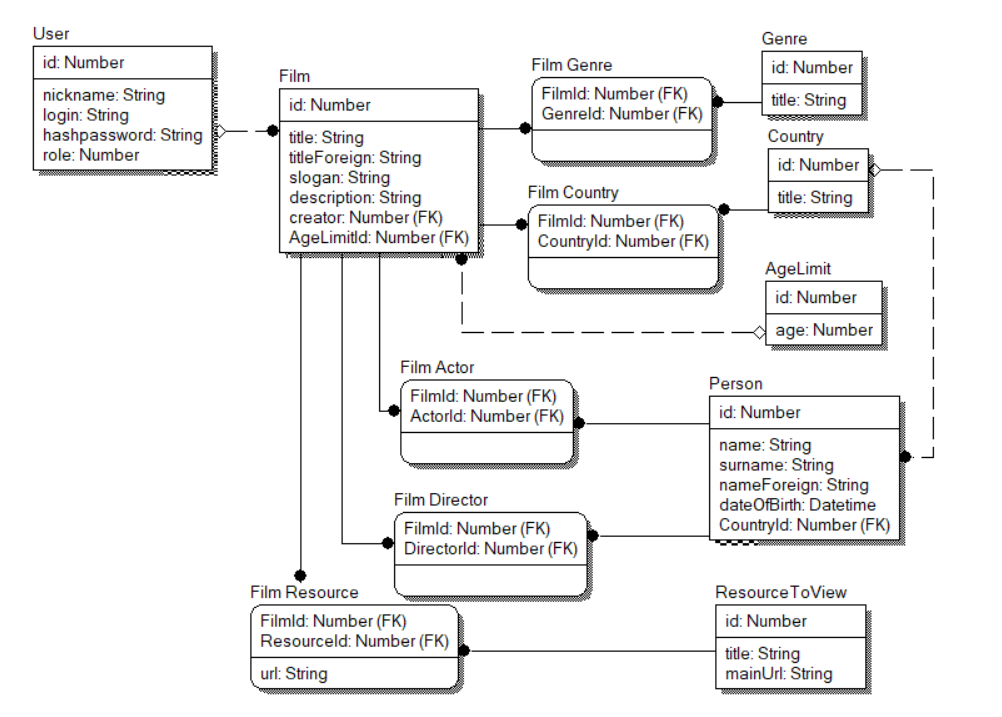 User
id: Number
nickname: String
login: String
hashpassword: String
role: Number
Film
id: Number
title: String
titleForeign: String
slogan: String
description: String
creator: Number (FK)
AgeLimitId: Number (FK)
Film Genre
FilmId: Number (FK)
GenreId: Number (FK)
Genre
id: Number
title: String
Country
id: Number
title: String
Film Country
FilmId: Number (FK)
CountryId: Number (FK)
AgeLimit
id: Number
age: Number
Film Actor
FilmId: Number (FK)
ActorId: Number (FK)
Person
id: Number
name: String
surname: String
nameForeign: String
dateOfBirth: Datetime
CountryId: Number (FK)
Film Director
FilmId: Number (FK)
DirectorId: Number (FK)
Film Resource
FilmId: Number (FK)
ResourceId: Number (FK)
url: String
ResourceToView
id: Number
title: String
mainUrl: String